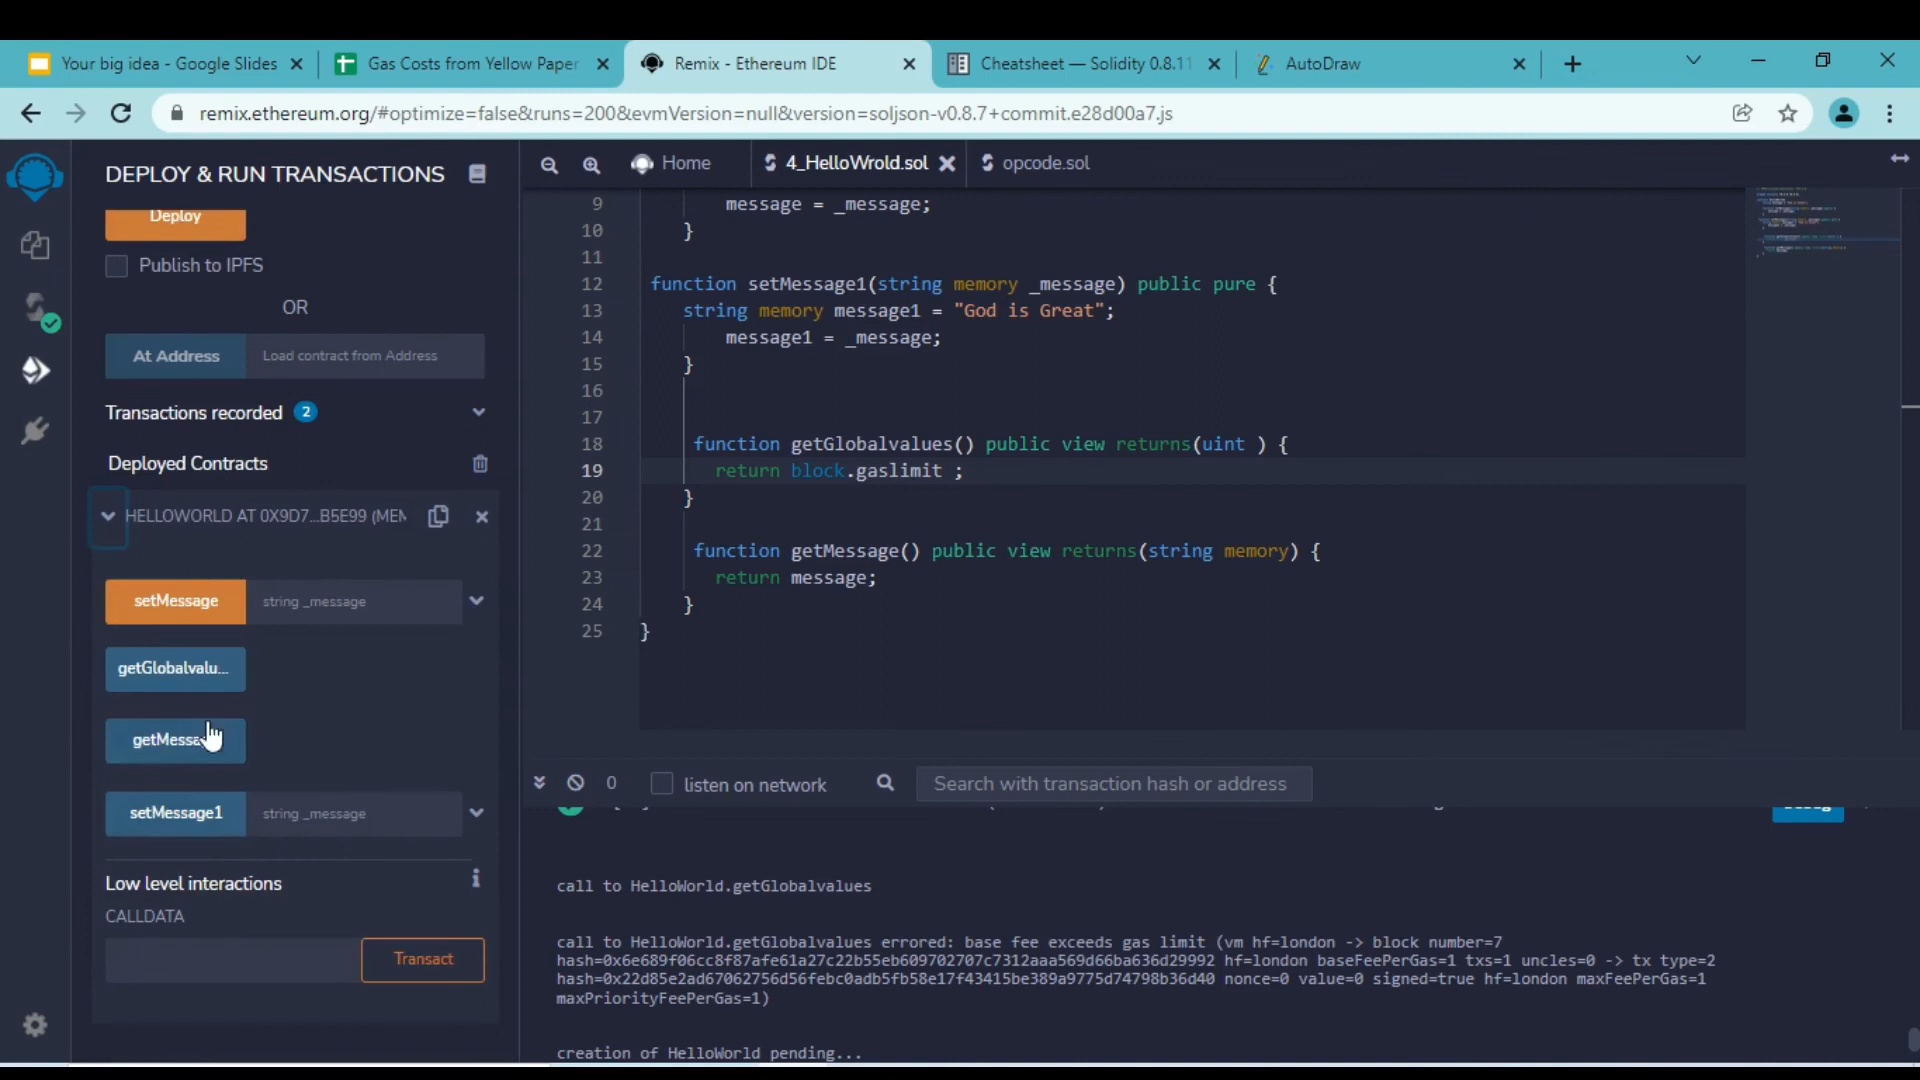 Your big idea - Google Slides
Gas Costs from Yellow Paper
Remix - Ethereum IDE
Cheatsheet — Solidity 0.8.11
AutoDraw
remix.ethereum.org/#optimize=false&runs=200&evmVersion=null&version=soljson-v0.8.7+commit.e28d00a7.js
DEPLOY & RUN TRANSACTIONS
Deploy
Publish to IPFS
OR
At Address
Load contract from Address
Transactions recorded 2
Deployed Contracts
HELLOWORLD AT 0X9D7...B5E99 (MEM
setMessage
string _message
getGlobalvalu...
getMessa
setMessage1
string _message
Low level interactions
CALLDATA
Transact
Home
4_HelloWrold.sol
opcode.sol
9 message = _message;
10 }
11
12 function setMessage1(string memory _message) public pure {
13 string memory message1 = "God is Great";
14 message1 = _message;
15 }
16
17
18 function getGlobalvalues() public view returns(uint ) {
19 return block.gaslimit ;
20 }
21
22 function getMessage() public view returns(string memory) {
23 return message;
24 }
25 }
0
listen on network
Search with transaction hash or address
call to HelloWorld.getGlobalvalues
call to HelloWorld.getGlobalvalues errored: base fee exceeds gas limit (vm hf=london -> block number=7
hash=0x6e689f06cc8f87afe61a27c22b55eb609702707c7312aaa569d66ba636d29992 hf=london baseFeePerGas=1 txs=1 uncles=0 -> tx type=2
hash=0x22d85e2ad67062756d56febc0adb5fb58e17f43415be389a9775d74798b36d40 nonce=0 value=0 signed=true hf=london maxFeePerGas=1
maxPriorityFeePerGas=1)
creation of HelloWorld pending...